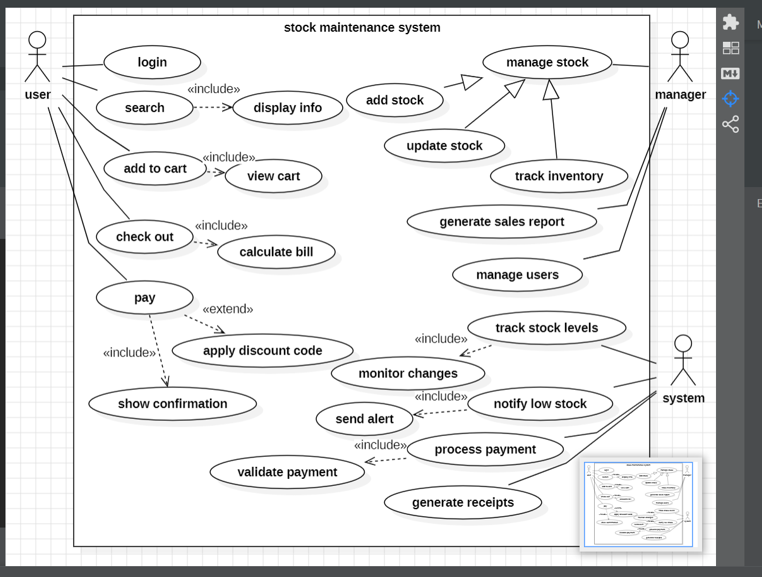 stock maintenance system
login
manage stock
user
manager
search
«include»
display info
add stock
update stock
add to cart
«include»
view cart
track inventory
generate sales report
check out
«include»
calculate bill
manage users
pay
«extend»
track stock levels
«include»
apply discount code
«include»
monitor changes
show confirmation
«include»
notify low stock
system
send alert
process payment
«include»
validate payment
generate receipts